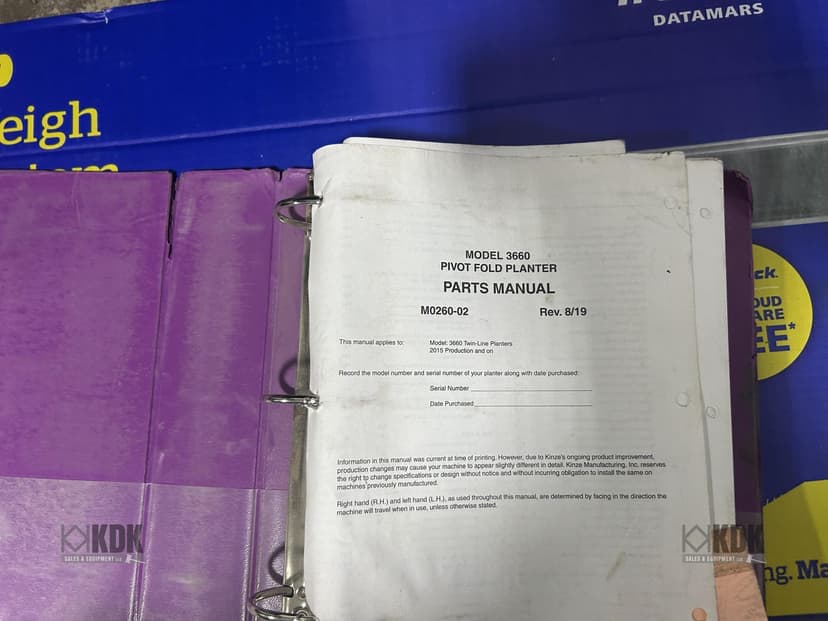 DATAMARS
eigh
MODEL 3660
PIVOT FOLD PLANTER
PARTS MANUAL
M0260-02 Rev. 8/19
This manual applies to: Model: 3660 Twin-Line Planters
2015 Production and on
Record the model number and serial number of your planter along with date purchased:
Serial Number
Date Purchased
Information in this manual was current at time of printing. However, due to Kinze's ongoing product improvement,
production changes may cause your machine to appear slightly different in detail. Kinze Manufacturing, Inc. reserves
the right to change specifications or design without notice and without incurring obligation to install the same on
machines previously manufactured.
Right hand (R.H.) and left hand (L.H.), as used throughout this manual, are determined by facing in the direction the
machine will travel when in use, unless otherwise stated.
ck.
OUD
ARE
EE*
ng. Ma
KDK
SALES & EQUIPMENT LLC
KDK
SALES & EQUIPMENT LLC